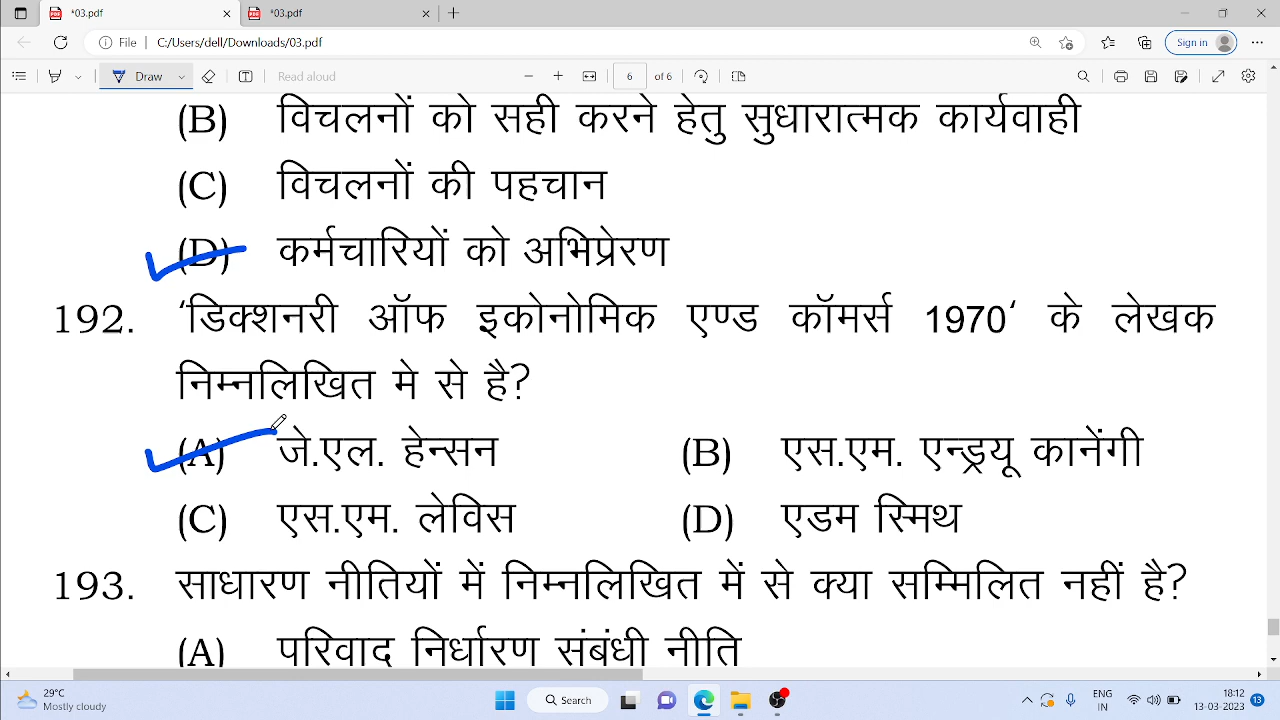 *03.pdf
*03.pdf
File C:/Users/dell/Downloads/03.pdf
Sign in
Draw
Read aloud
6 of 6
(B) विचलनों को सही करने हेतु सुधारात्मक कार्यवाही
(C) विचलनों की पहचान
(D) कर्मचारियों को अभिप्रेरण
192. ‘डिक्शनरी ऑफ इकोनोमिक एण्ड कॉमर्स 1970‘ के लेखक
निम्नलिखित मे से है?
(A) जे.एल. हेन्सन (B) एस.एम. एन्ड्रयू कानेंगी
(C) एस.एम. लेविस (D) एडम स्मिथ
193. साधारण नीतियों में निम्नलिखित में से क्या सम्मिलित नहीं है?
(A) परिवाद निर्धारण संबंधी नीति
29°C
Mostly cloudy
Search
ENG
IN
18:12
13-03-2023
13